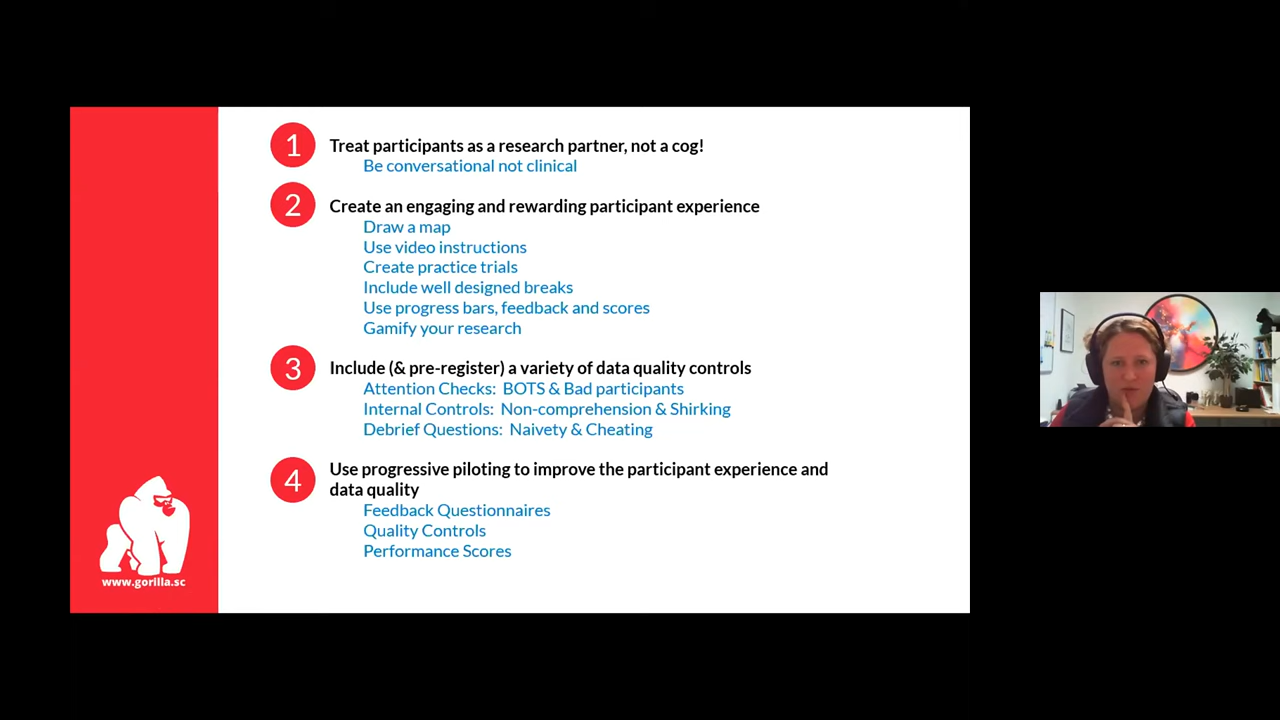 1
Treat participants as a research partner, not a cog!
Be conversational not clinical
2
Create an engaging and rewarding participant experience
Draw a map
Use video instructions
Create practice trials
Include well designed breaks
Use progress bars, feedback and scores
Gamify your research
3
Include (& pre-register) a variety of data quality controls
Attention Checks: BOTS & Bad participants
Internal Controls: Non-comprehension & Shirking
Debrief Questions: Naivety & Cheating
4
Use progressive piloting to improve the participant experience and
data quality
Feedback Questionnaires
Quality Controls
Performance Scores
www.gorilla.sc